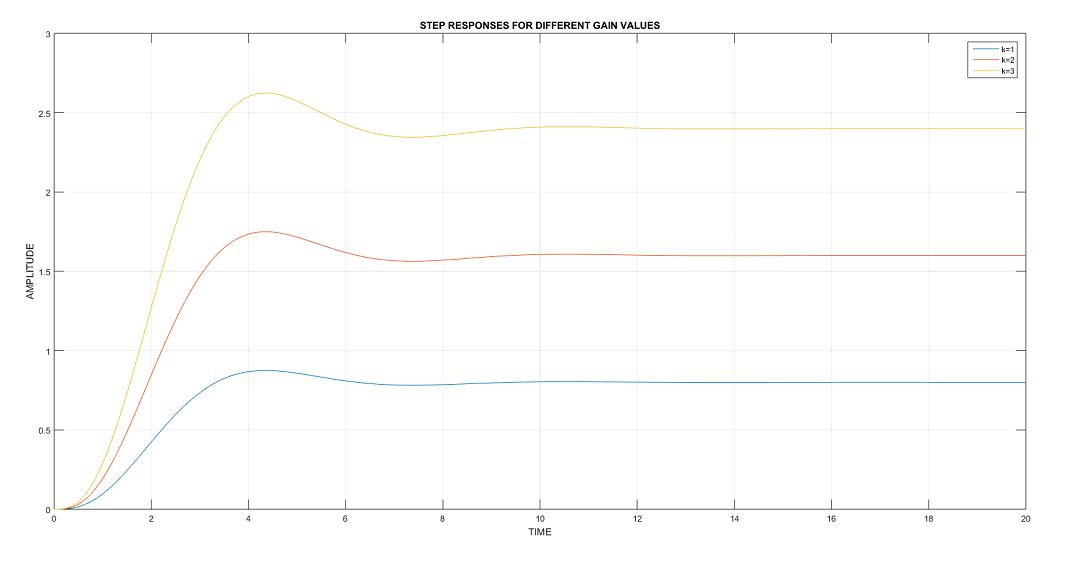 STEP RESPONSES FOR DIFFERENT GAIN VALUES
3
k=1
k=2
k=3
2.5
2
1.5
AMPLITUDE
1
0.5
0
0 2 4 6 8 10 12 14 16 18 20
TIME